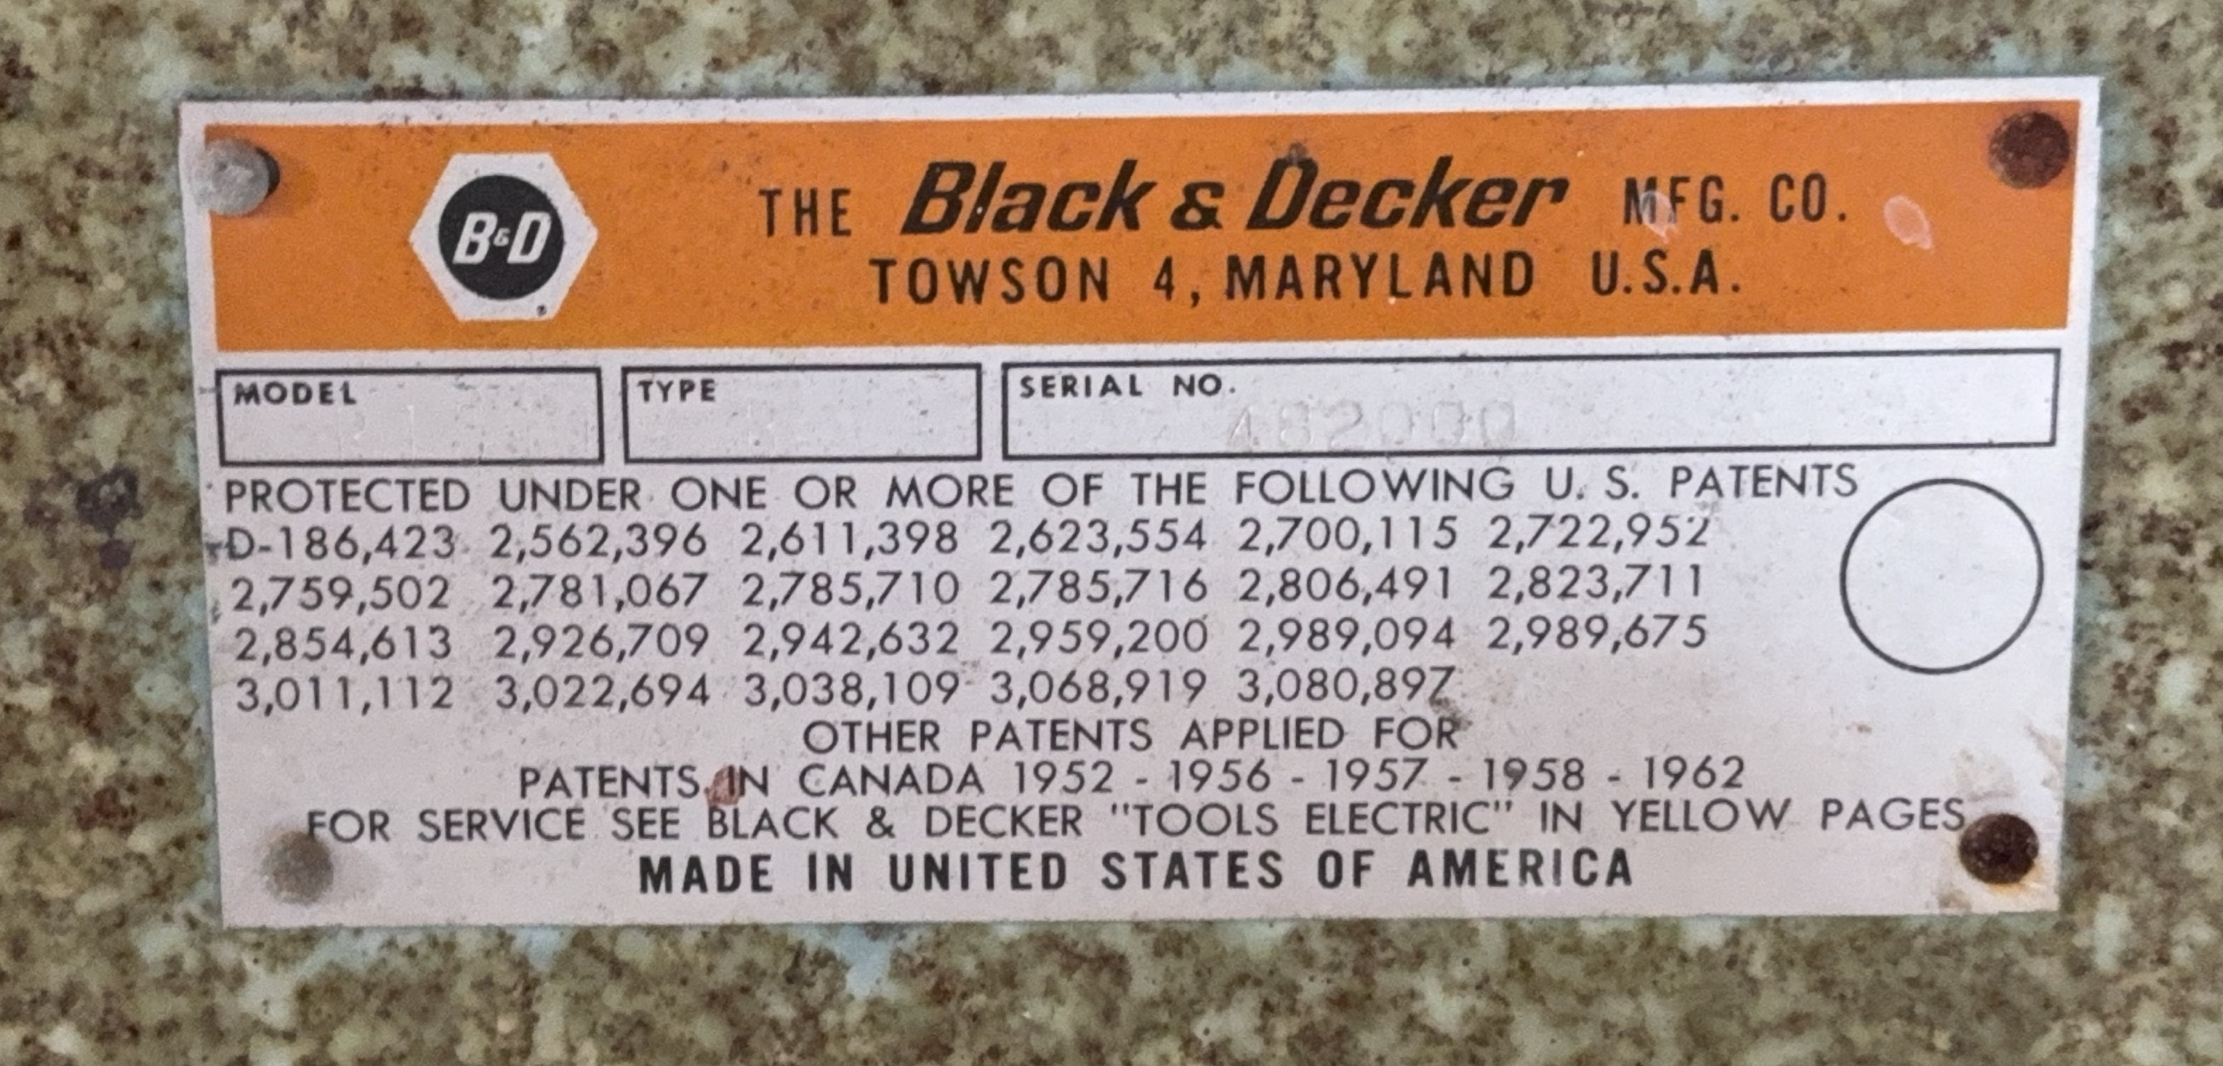 B&D
THE Black & Decker MFG. CO.
TOWSON 4, MARYLAND U.S.A.
MODEL TYPE SERIAL NO.
482000
PROTECTED UNDER ONE OR MORE OF THE FOLLOWING U. S. PATENTS
D-186,423 2,562,396 2,611,398 2,623,554 2,700,115 2,722,952
2,759,502 2,781,067 2,785,710 2,785,716 2,806,491 2,823,711
2,854,613 2,926,709 2,942,632 2,959,200 2,989,094 2,989,675
3,011,112 3,022,694 3,038,109 3,068,919 3,080,897
OTHER PATENTS APPLIED FOR
PATENTS IN CANADA 1952 - 1956 - 1957 - 1958 - 1962
FOR SERVICE SEE BLACK & DECKER "TOOLS ELECTRIC" IN YELLOW PAGES
MADE IN UNITED STATES OF AMERICA